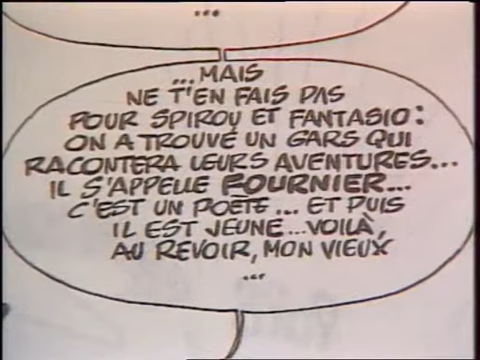 ...
...MAIS
NE T'EN FAIS PAS
POUR SPIROU ET FANTASIO:
ON A TROUVÉ UN GARS QUI
RACONTERA LEURS AVENTURES...
IL S'APPELLE FOURNIER...
C'EST UN POÈTE... ET PUIS
IL EST JEUNE...VOILÀ,
AU REVOIR, MON VIEUX
...